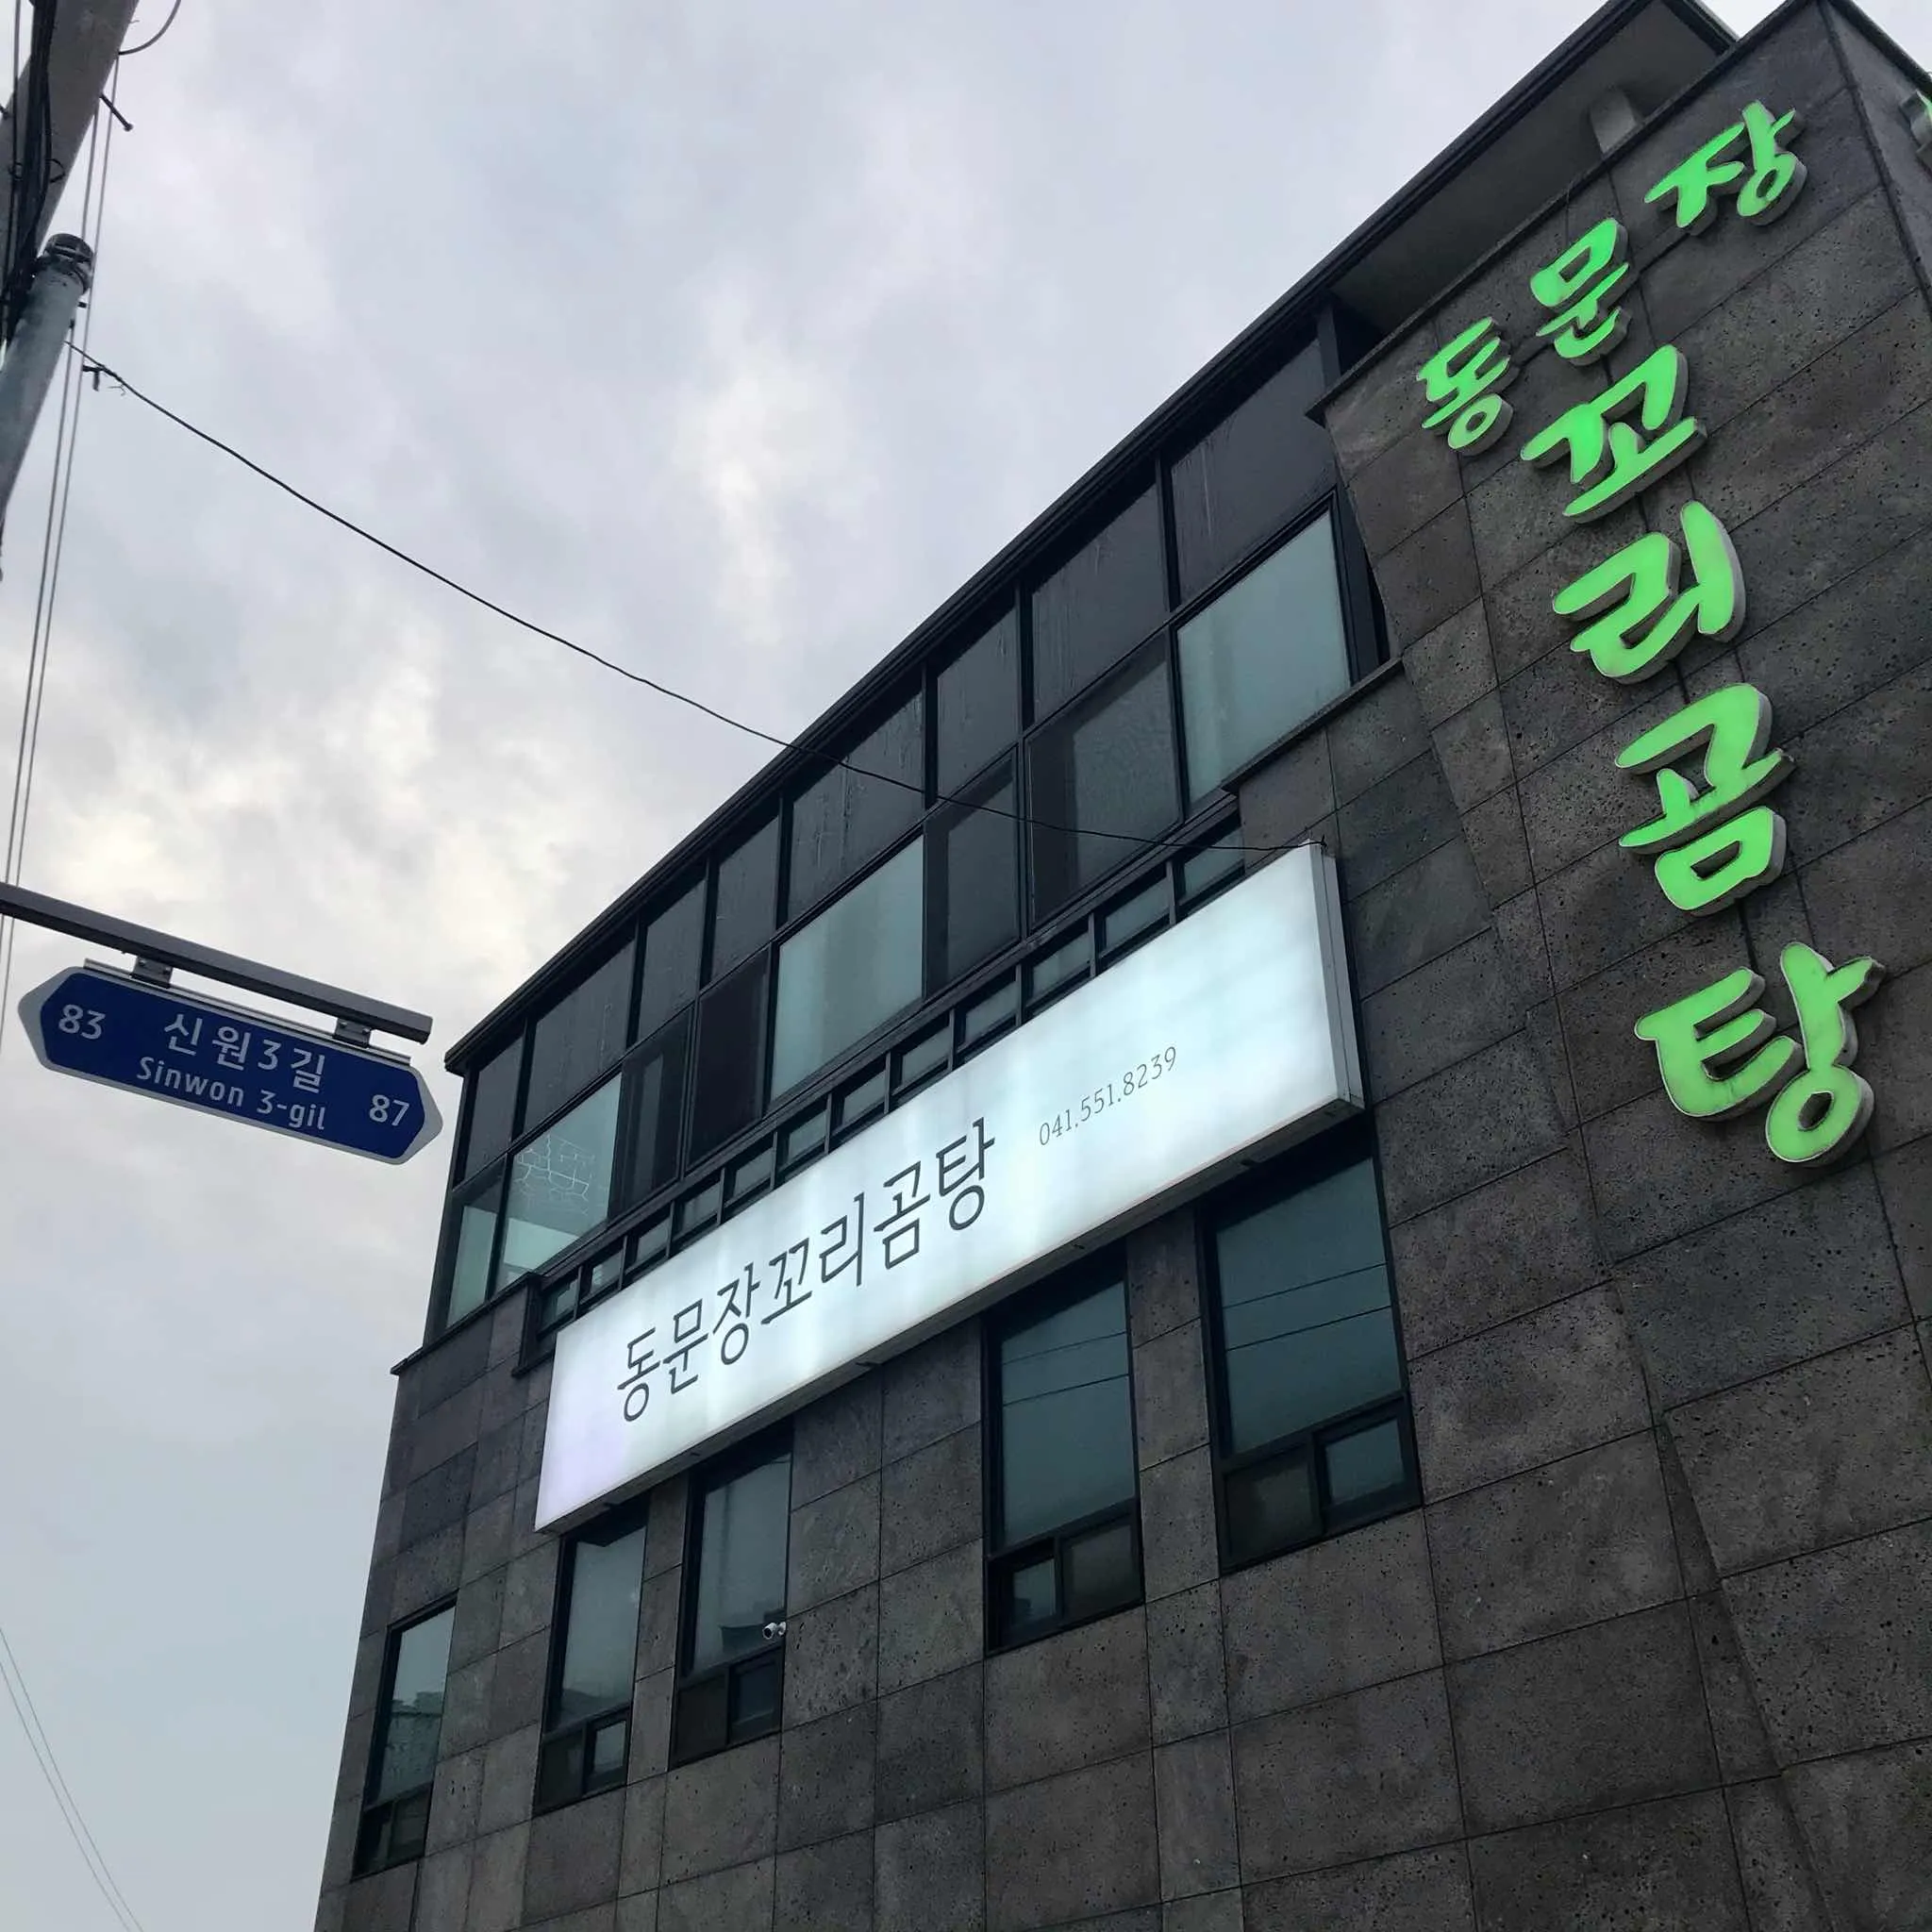 83 신원3길 87
Sinwon 3-gil
동문장꼬리곰탕 041.551.8239
동문장
꼬리곰탕